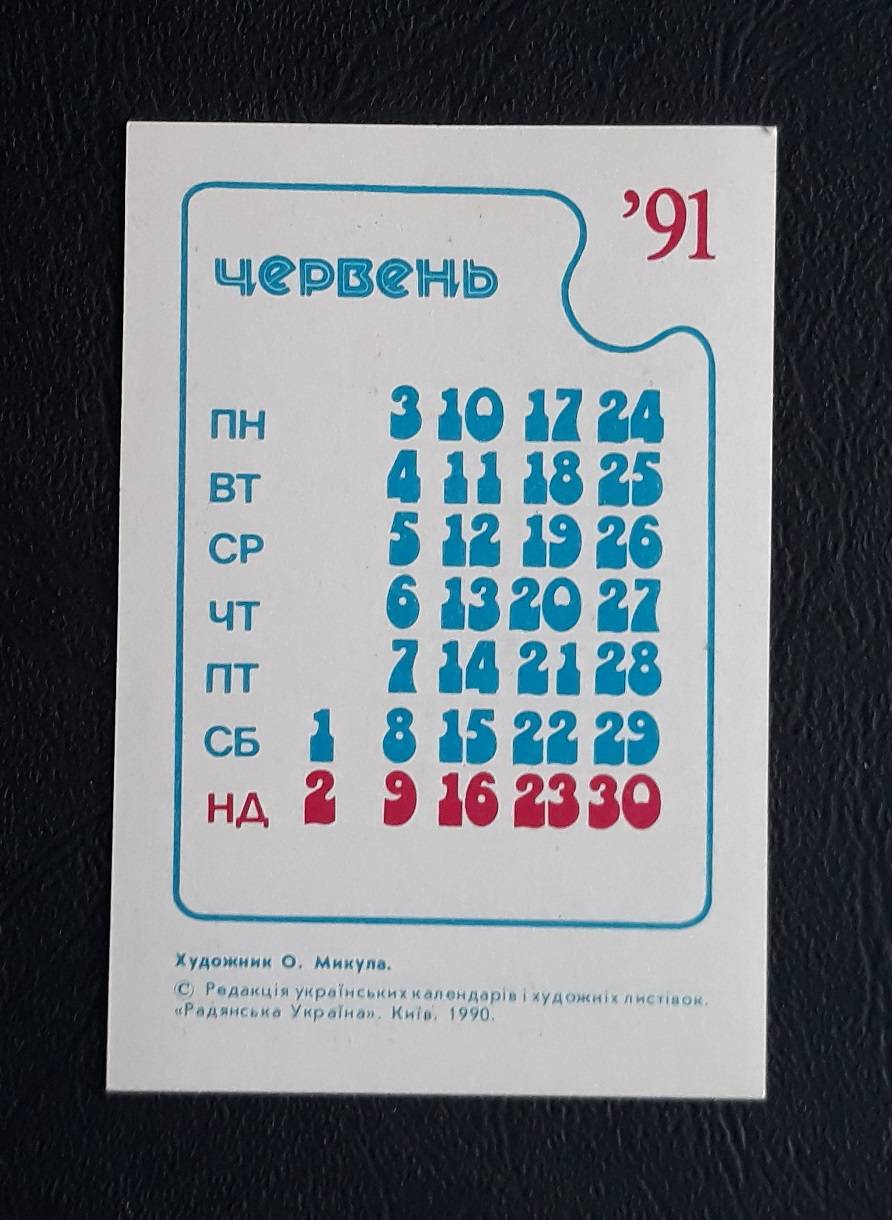 ’91
червень
ПН 3 10 17 24
ВТ 4 11 18 25
СР 5 12 19 26
ЧТ 6 13 20 27
ПТ 7 14 21 28
СБ 1 8 15 22 29
НД 2 9 16 23 30
Художник О. Микула.
© Редакція українських календарів і художніх листівок.
«Радянська Україна». Київ. 1990.